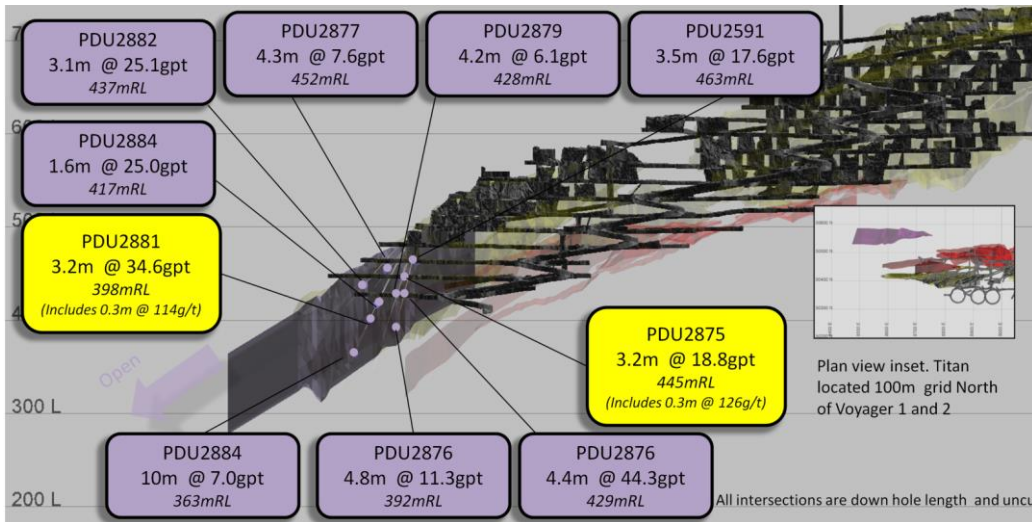 PDU2882
3.1m @ 25.1gpt
437mRL
PDU2877
4.3m @ 7.6gpt
452mRL
PDU2879
4.2m @ 6.1gpt
428mRL
PDU2591
3.5m @ 17.6gpt
463mRL
PDU2884
1.6m @ 25.0gpt
417mRL
PDU2881
3.2m @ 34.6gpt
398mRL
(Includes 0.3m @ 114g/t)
PDU2875
3.2m @ 18.8gpt
445mRL
(Includes 0.3m @ 126g/t)
Plan view inset. Titan
located 100m grid North
of Voyager 1 and 2
Open
300 L
PDU2884
10m @ 7.0gpt
363mRL
PDU2876
4.8m @ 11.3gpt
392mRL
PDU2876
4.4m @ 44.3gpt
429mRL
200 L
All intersections are down hole length and uncu